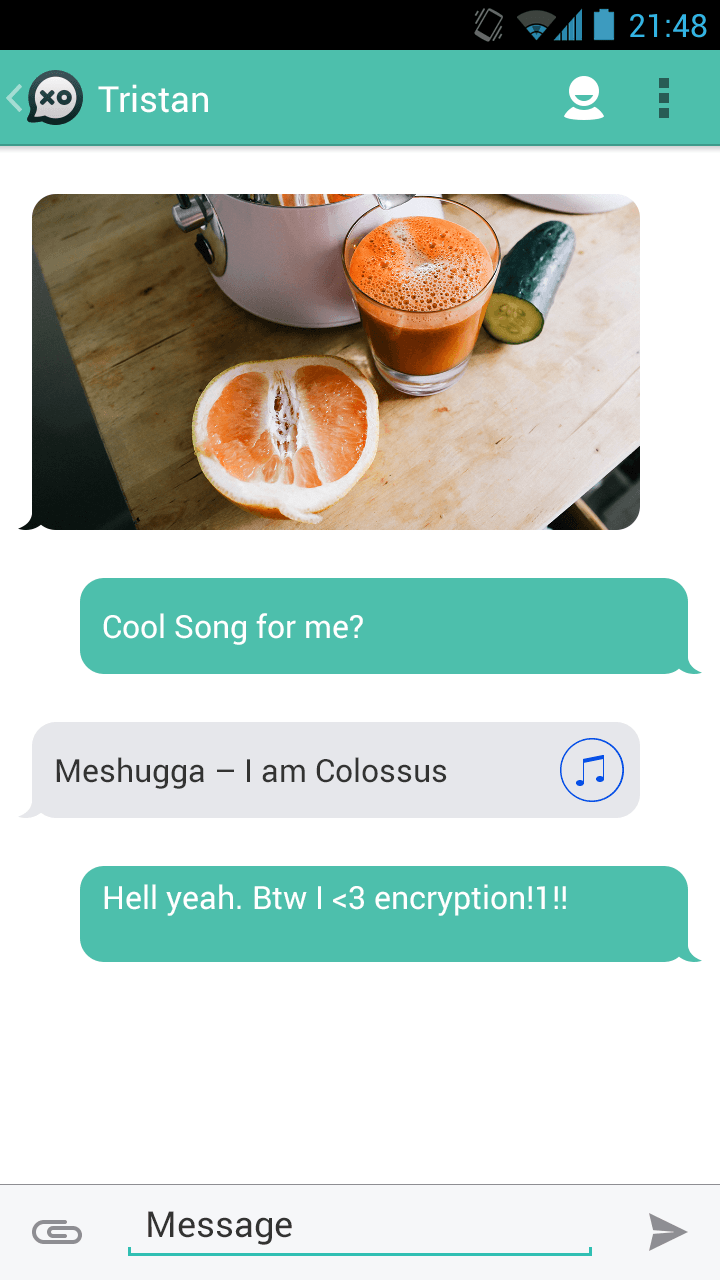 21:48
XO Tristan
Cool Song for me?
Meshugga – I am Colossus
Hell yeah. Btw I <3 encryption!1!!
Message